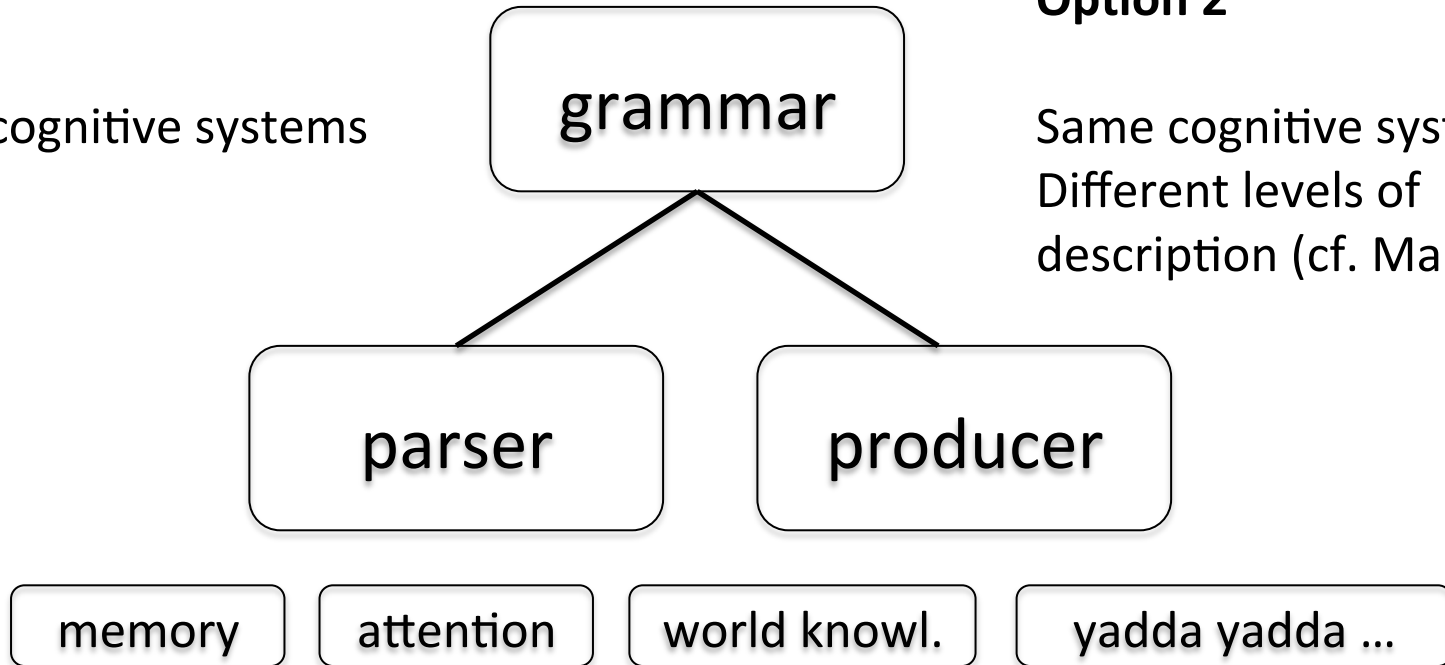 Option 2
grammar
cognitive systems
Same cognitive sys
Different levels of
description (cf. Ma
parser
producer
memory
attention
world knowl.
yadda yadda ...